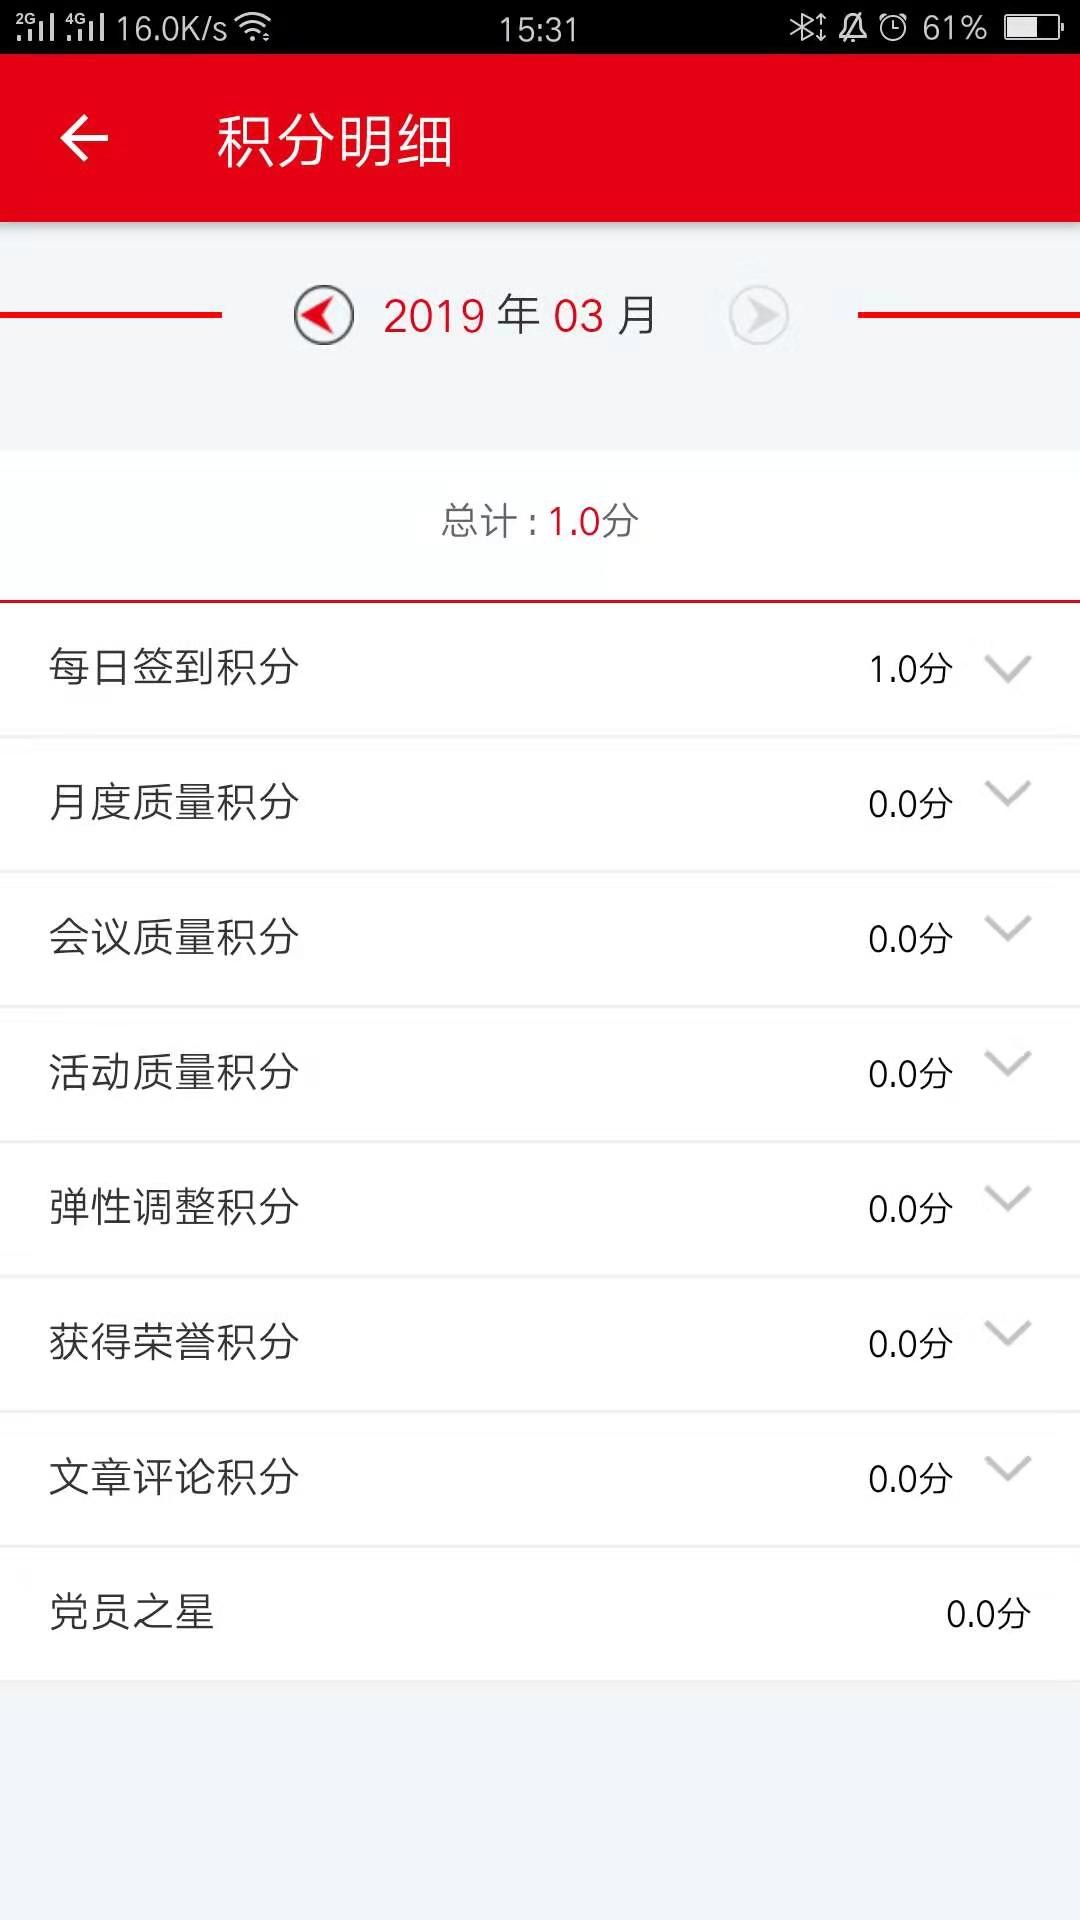 2G 4G 16.0K/s 15:31 61%
积分明细
2019 年 03 月
总计 : 1.0分
每日签到积分 1.0分
月度质量积分 0.0分
会议质量积分 0.0分
活动质量积分 0.0分
弹性调整积分 0.0分
获得荣誉积分 0.0分
文章评论积分 0.0分
党员之星 0.0分